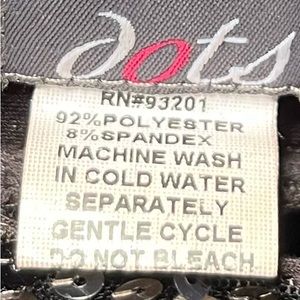 dots
RN#93201
92%POLYESTER
8%SPANDEX
MACHINE WASH
IN COLD WATER
SEPARATELY
GENTLE CYCLE
DO NOT BLEACH